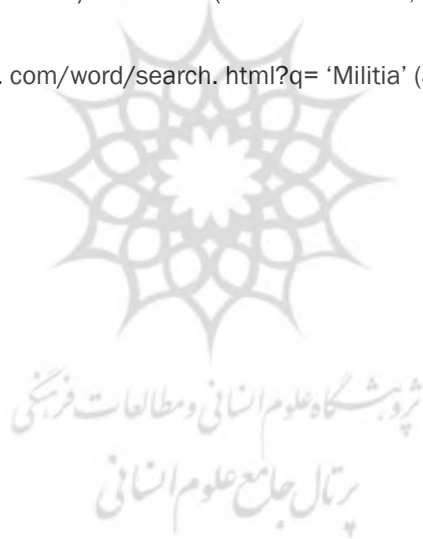 . com/word/search. html?q= ‘Militia’ (a
پژوهشگاه علوم انسانی و مطالعات فرهنگی
پرتال جامع علوم انسانی